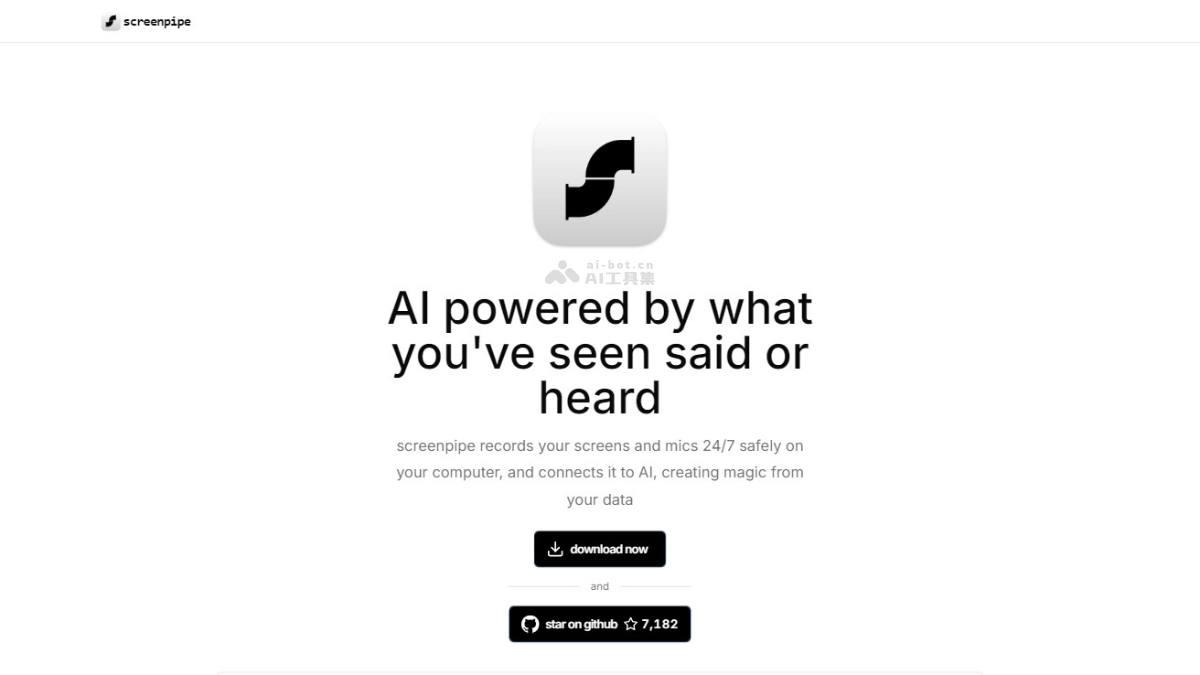 screenpipe
ai-bot.cn
AI工具集
AI powered by what
you've seen said or
heard
screenpipe records your screens and mics 24/7 safely on
your computer, and connects it to AI, creating magic from
your data
download now
and
star on github 7,182